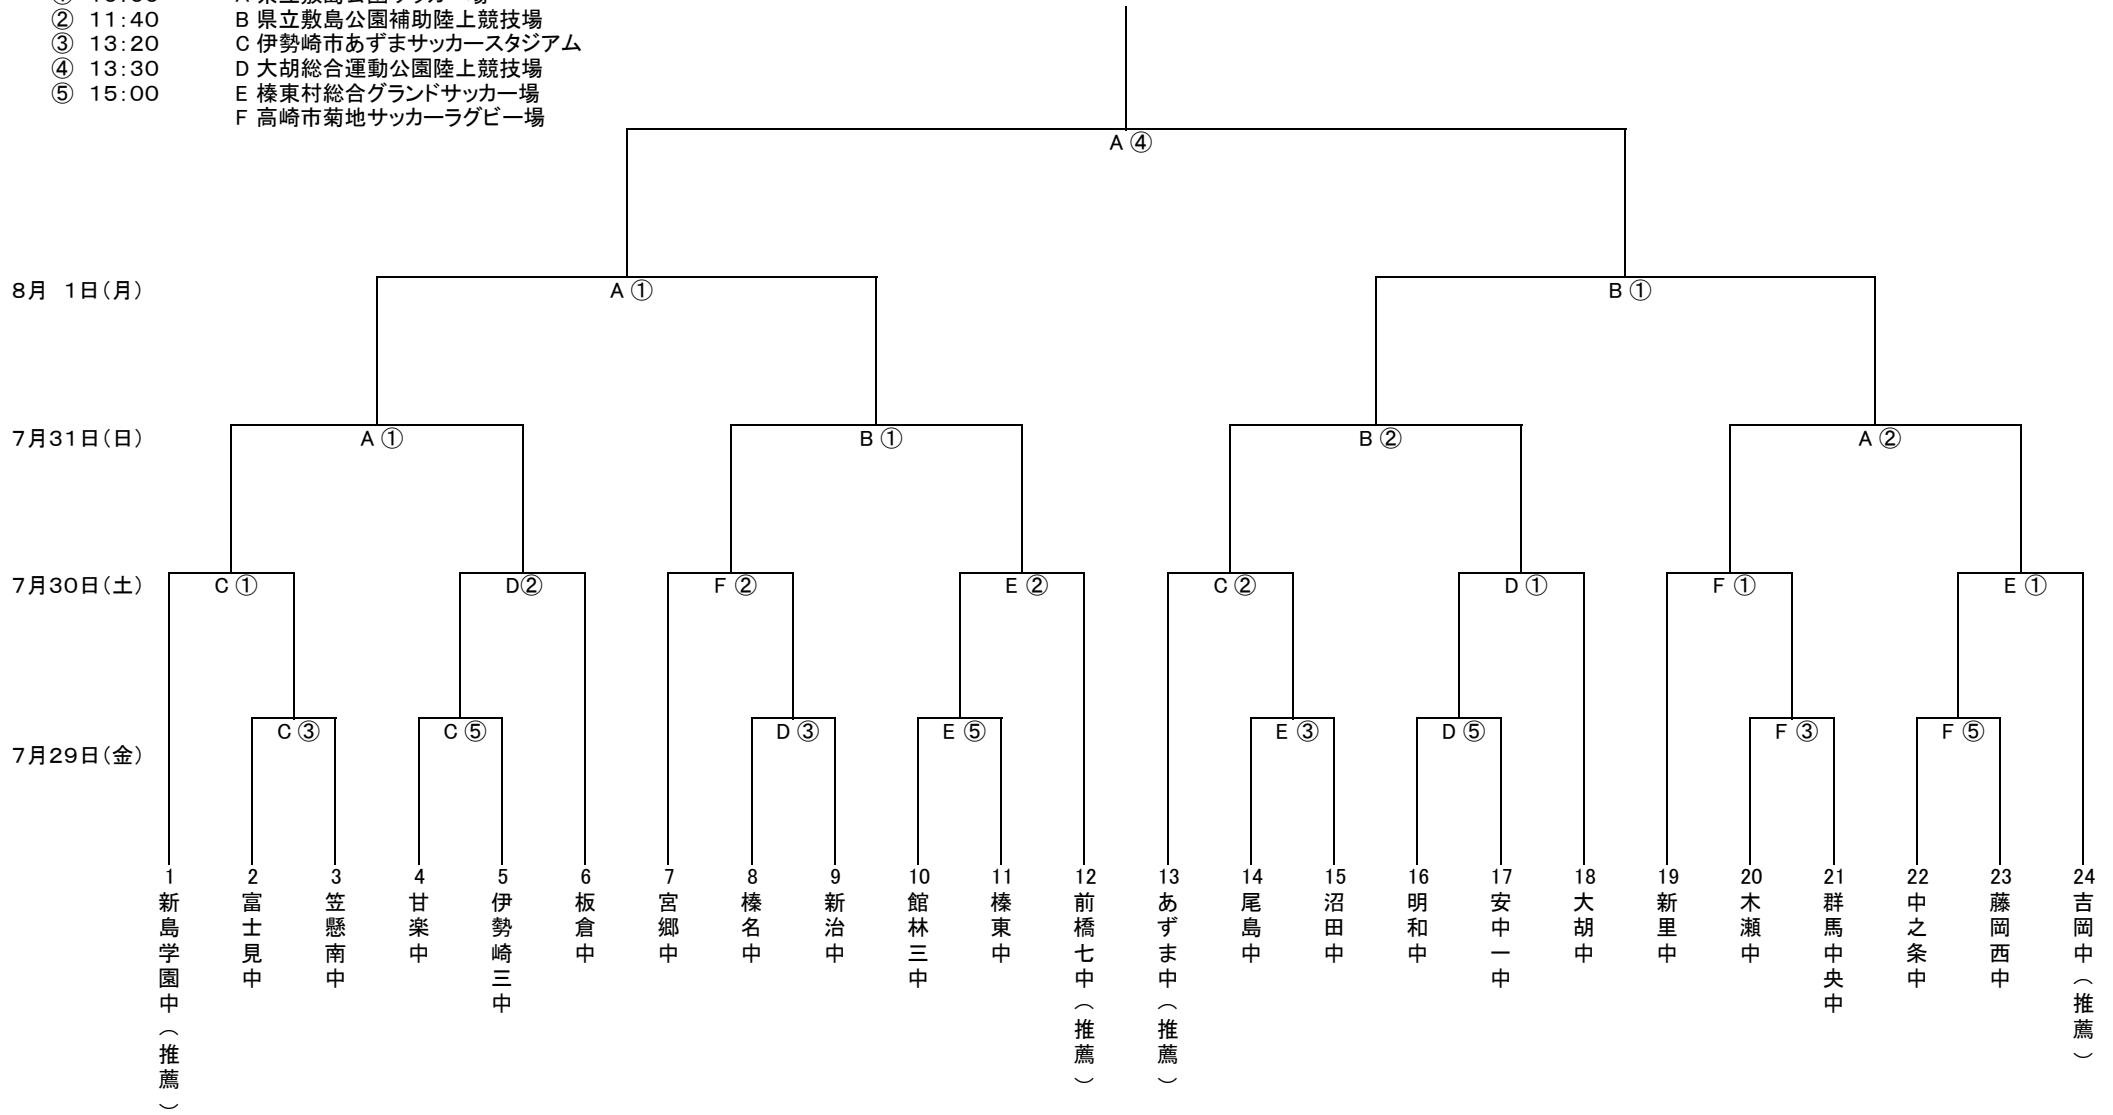 ② 11:40 B 県立敷島公園補助陸上競技場
③ 13:20 C 伊勢崎市あずまサッカースタジアム
④ 13:30 D 大胡総合運動公園陸上競技場
⑤ 15:00 E 榛東村総合グランドサッカー場
F 高崎市菊地サッカーラグビー場
A ④
8月 1日(月) A ① B ①
7月31日(日) A ① B ① B ② A ②
7月30日(土) C ① D② F ② E ② C ② D ① F ① E ①
C ③ C ⑤ D ③ E ⑤ E ③ D ⑤ F ③ F ⑤
7月29日(金)
1 新島学園中(推薦)
2 富士見中
3 笠懸南中
4 甘楽中
5 伊勢崎三中
6 板倉中
7 宮郷中
8 榛名中
9 新治中
10 館林三中
11 榛東中
12 前橋七中(推薦)
13 あずま中(推薦)
14 尾島中
15 沼田中
16 明和中
17 安中一中
18 大胡中
19 新里中
20 木瀬中
21 群馬中央中
22 中之条中
23 藤岡西中
24 吉岡中(推薦)